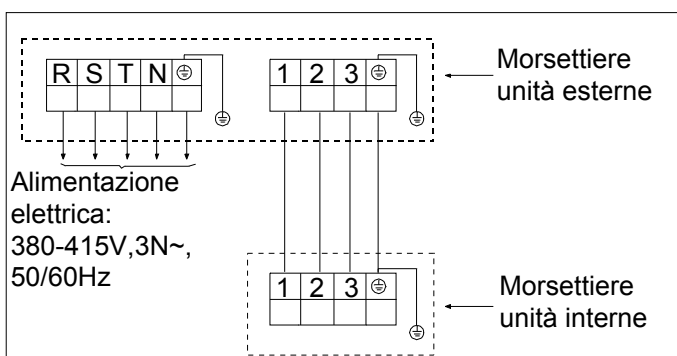 R S T N ⏚ 1 2 3 ⏚
Morsettiere
unità esterne
Alimentazione
elettrica:
380-415V,3N~,
50/60Hz
1 2 3 ⏚
Morsettiere
unità interne